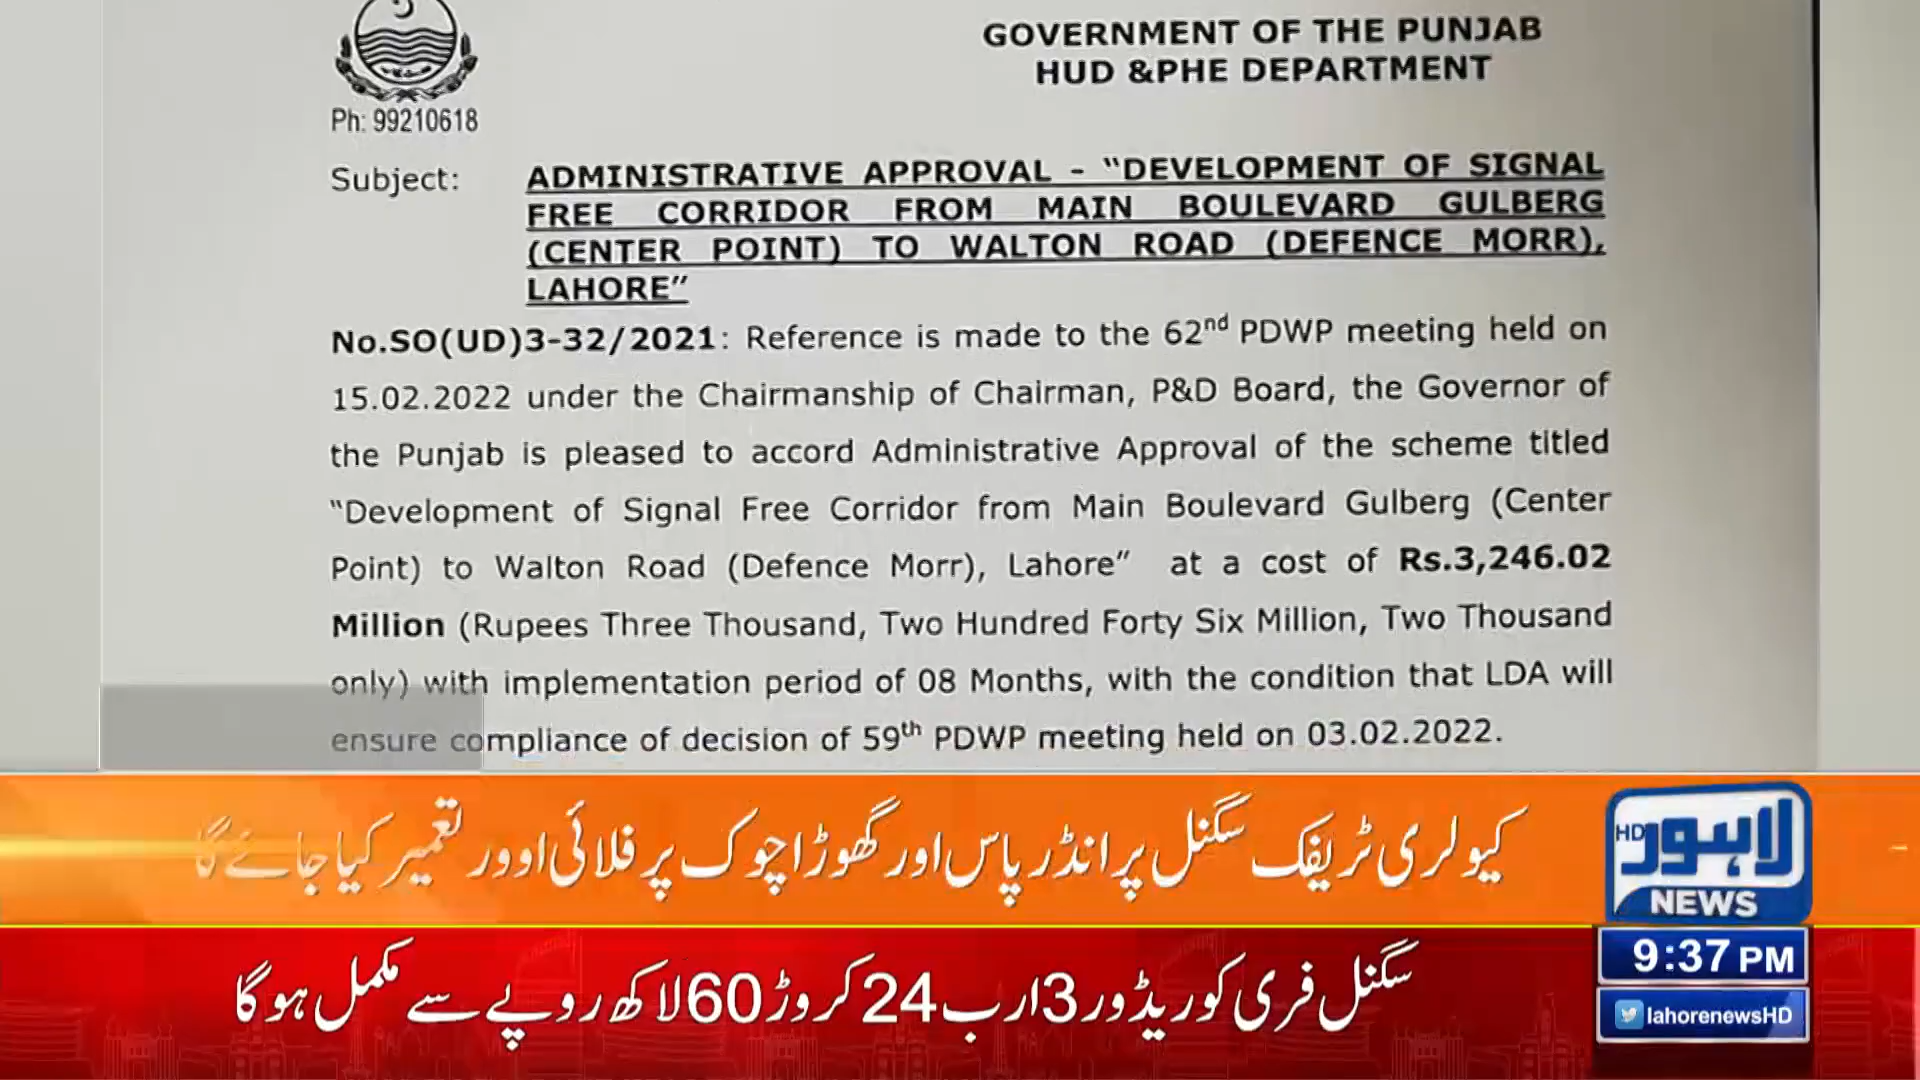 GOVERNMENT OF THE PUNJAB
HUD &PHE DEPARTMENT
Ph: 99210618
Subject: ADMINISTRATIVE APPROVAL - “DEVELOPMENT OF SIGNAL
FREE CORRIDOR FROM MAIN BOULEVARD GULBERG
(CENTER POINT) TO WALTON ROAD (DEFENCE MORR),
LAHORE”
No.SO(UD)3-32/2021: Reference is made to the 62nd PDWP meeting held on
15.02.2022 under the Chairmanship of Chairman, P&D Board, the Governor of
the Punjab is pleased to accord Administrative Approval of the scheme titled
“Development of Signal Free Corridor from Main Boulevard Gulberg (Center
Point) to Walton Road (Defence Morr), Lahore” at a cost of Rs.3,246.02
Million (Rupees Three Thousand, Two Hundred Forty Six Million, Two Thousand
only) with implementation period of 08 Months, with the condition that LDA will
ensure compliance of decision of 59th PDWP meeting held on 03.02.2022.
کیولری ٹریفک سگنل پر انڈر پاس اور گھوڑا چوک پر فلائی اوور تعمیر کیا جائے گا
لاہور HD
NEWS
سگنل فری کوریڈور 3 ارب 24 کروڑ 60 لاکھ روپے سے مکمل ہو گا
9:37 PM
lahorenewsHD